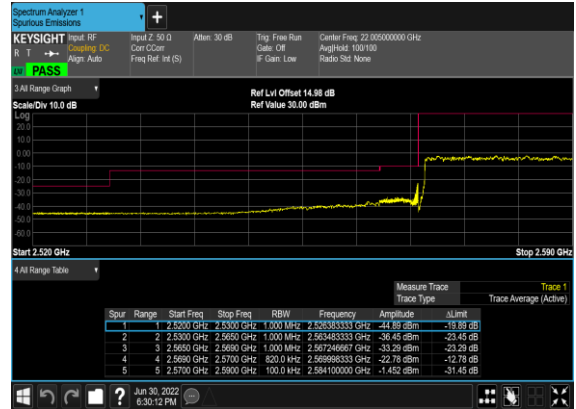 Spectrum Analyzer 1
Spurious Emissions
KEYSIGHT Input: RF Input Z: 50 Ω Atten: 30 dB Trig: Free Run Center Freq: 22.005000000 GHz
R T Coupling: DC Corr CCorr Gate: Off Avg|Hold: 100/100
Align: Auto Freq Ref: Int (S) IF Gain: Low Radio Std: None
LM PASS
3 All Range Graph
Ref Lvl Offset 14.98 dB
Scale/Div 10.0 dB Ref Value 30.00 dBm
Log
20.0
10.0
0.00
-10.0
-20.0
-30.0
-40.0
-50.0
-60.0
Start 2.520 GHz Stop 2.590 GHz
4 All Range Table
Measure Trace Trace 1
Trace Type Trace Average (Active)
Spur Range Start Freq Stop Freq RBW Frequency Amplitude ΔLimit
1 1 2.5200 GHz 2.5300 GHz 1.000 MHz 2.526383333 GHz -44.89 dBm -19.89 dB
2 2 2.5300 GHz 2.5650 GHz 1.000 MHz 2.563483333 GHz -36.45 dBm -23.45 dB
3 3 2.5650 GHz 2.5690 GHz 1.000 MHz 2.567246667 GHz -33.29 dBm -23.29 dB
4 4 2.5690 GHz 2.5700 GHz 820.0 kHz 2.569998333 GHz -22.78 dBm -12.78 dB
5 5 2.5700 GHz 2.5900 GHz 100.0 kHz 2.584100000 GHz -1.452 dBm -31.45 dB
? Jun 30, 2022
6:30:12 PM